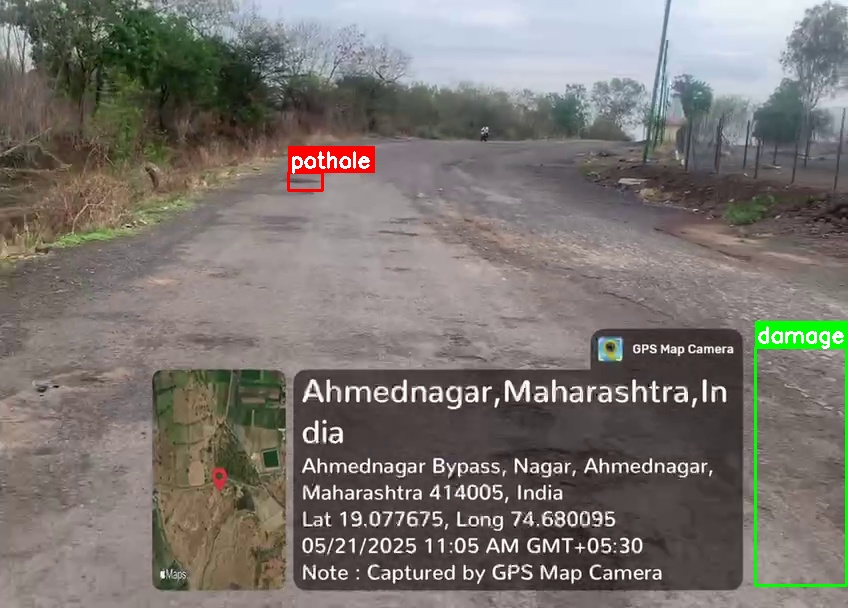 pothole
damage
GPS Map Camera
Ahmednagar,Maharashtra,In
dia
Ahmednagar Bypass, Nagar, Ahmednagar,
Maharashtra 414005, India
Lat 19.077675, Long 74.680095
05/21/2025 11:05 AM GMT+05:30
Note : Captured by GPS Map Camera
Maps